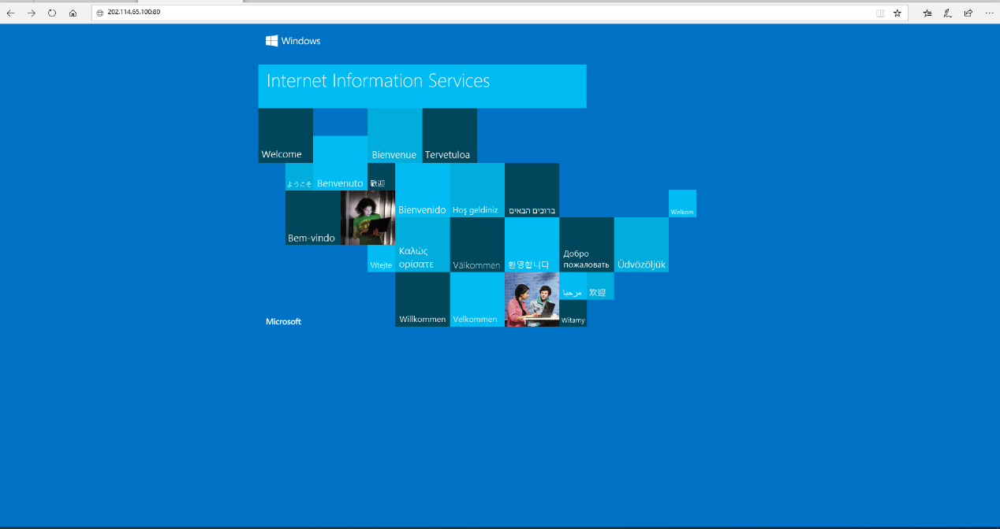 202.114.65.100:80
Windows
Internet Information Services
Welcome
Bienvenue
Tervetuloa
ようこそ
Benvenuto
歡迎
Bienvenido
Hoş geldiniz
ברוכים הבאים
Welkom
Bem-vindo
Vítejte
Καλώς
ορίσατε
Välkommen
환영합니다
Добро
пожаловать
Üdvözöljük
Willkommen
Velkommen
مرحبا
欢迎
Witamy
Microsoft